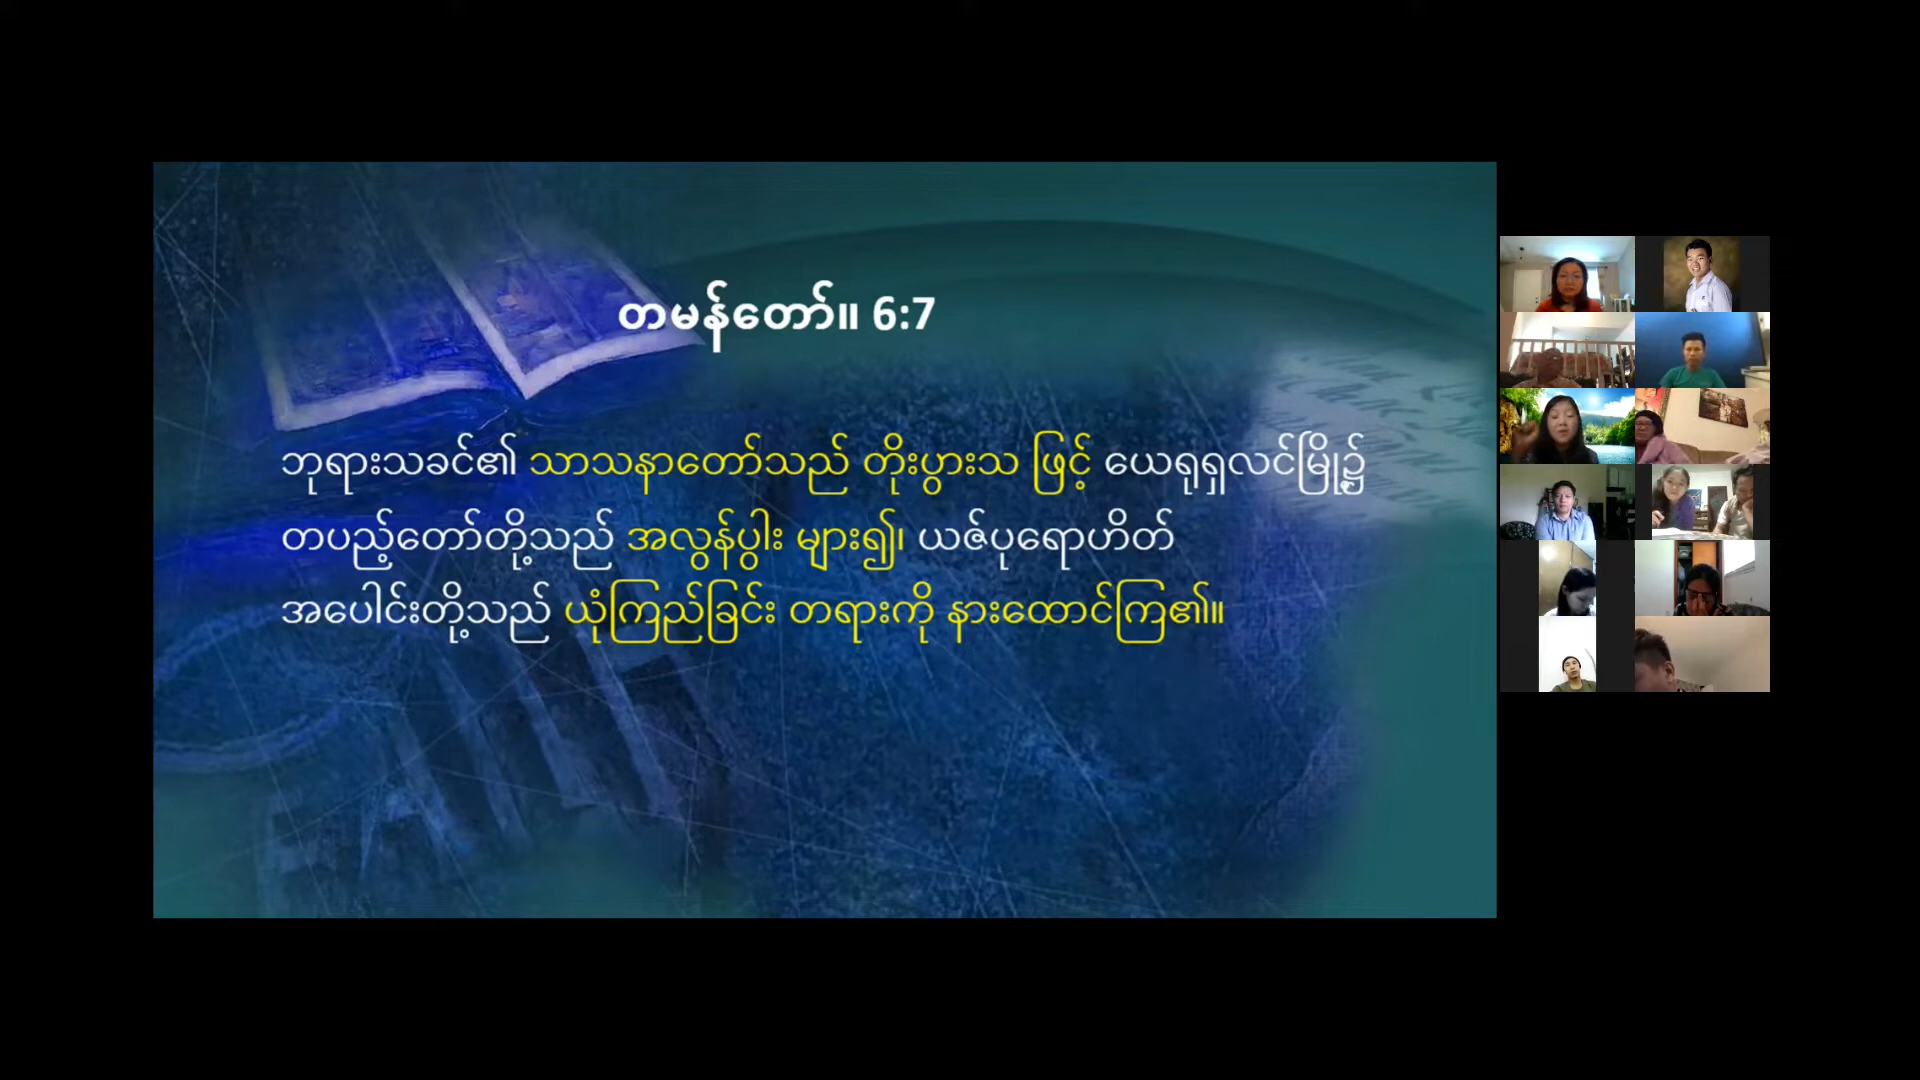 တမန်တော်။ 6:7
ဘုရားသခင်၏ သာသနာတော်သည် တိုးပွားသ ဖြင့် ယေရုရှလင်မြို့၌
တပည့်တော်တို့သည် အလွန်ပွါး များ၍၊ ယဇ်ပုရောဟိတ်
အပေါင်းတို့သည် ယုံကြည်ခြင်း တရားကို နားထောင်ကြ၏။